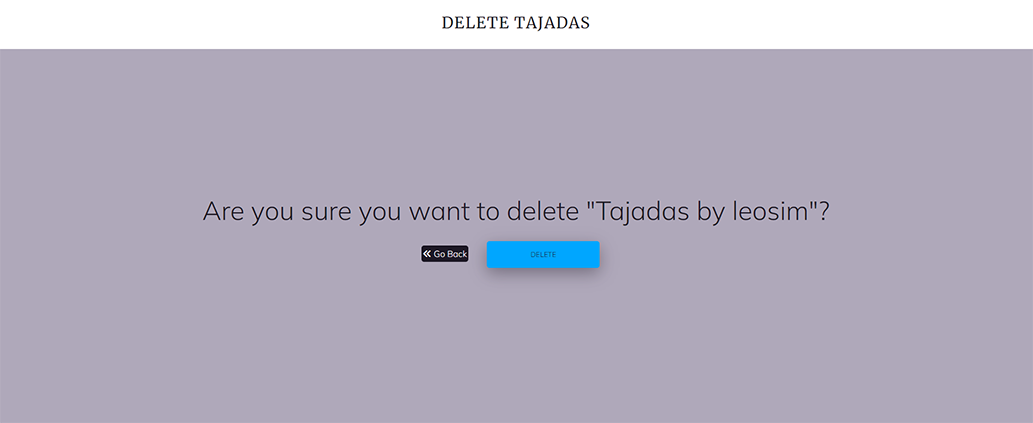 DELETE TAJADAS
Are you sure you want to delete "Tajadas by leosim"?
Go Back DELETE